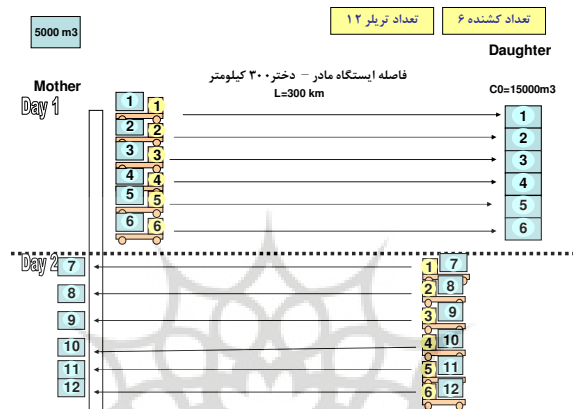 تعداد کشنده ۶
تعداد تریلر ۱۲
5000 m3
Daughter
فاصله ایستگاه مادر – دختر ۳۰۰ کیلومتر
L=300 km
Mother
C0=15000m3
Day 1
1 1 1
2 2 2
3 3 3
4 4 4
5 5 5
6 6 6
Day 2
7 1 7
8 2 8
9 3 9
10 4 10
11 5 11
12 6 12